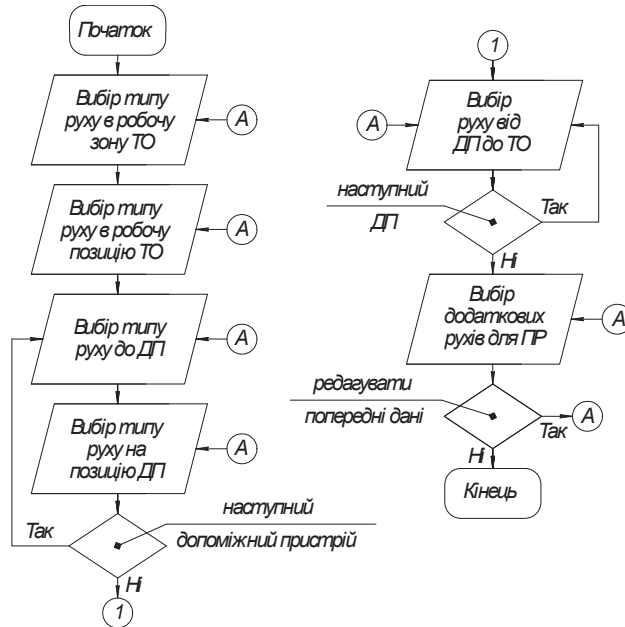 Початок
Вибір типу
руху в робочу
зону ТО
А
Вибір типу
руху в робочу
позицію ТО
А
Вибір типу
руху до ДП
А
Вибір типу
руху на
позицію ДП
А
наступний
допоміжний пристрій
Так
Ні
1
1
Вибір
руху від
ДП до ТО
А
наступний
ДП
Так
Ні
Вибір
додаткових
рухів для ПР
А
редагувати
попередні дані
Так
А
Ні
Кінець